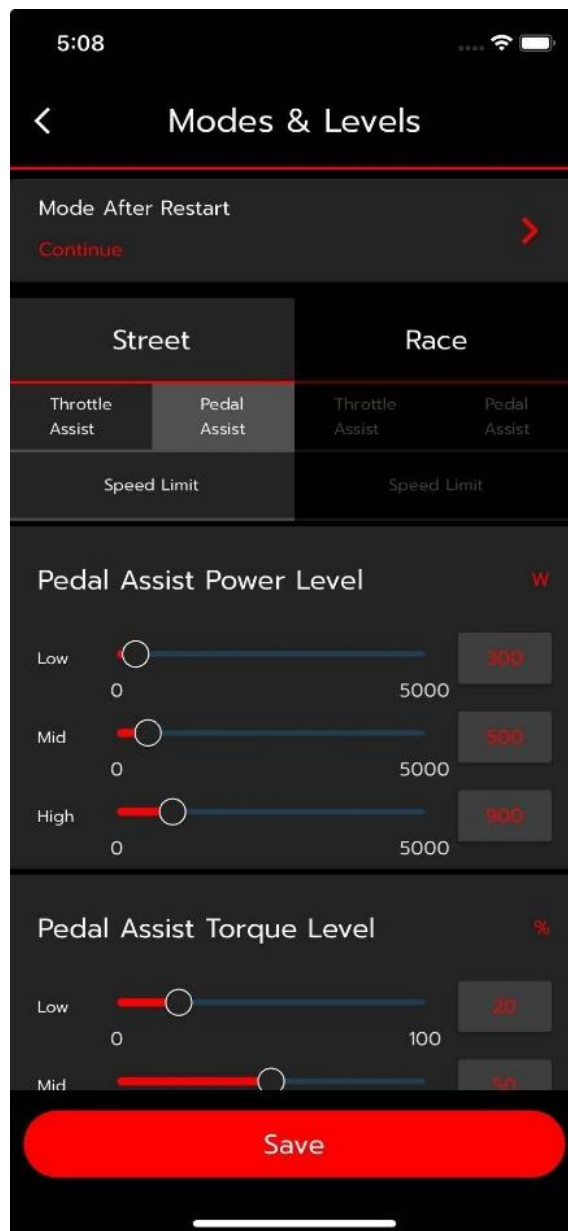 5:08
Modes & Levels
Mode After Restart
Continue
Street Race
Throttle Assist Pedal Assist Throttle Assist Pedal Assist
Speed Limit Speed Limit
Pedal Assist Power Level W
Low 300
0 5000
Mid 500
0 5000
High 900
0 5000
Pedal Assist Torque Level %
Low 20
0 100
Mid 50
Save